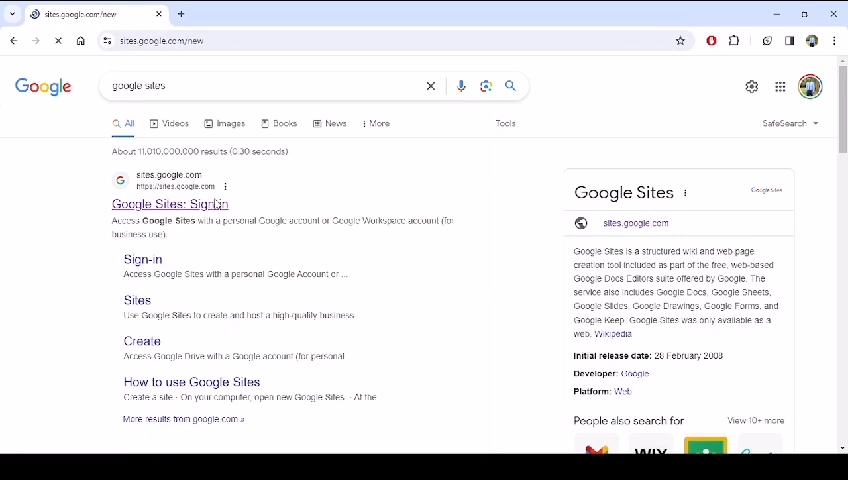 sites.google.com/new
sites.google.com/new
Google
google sites
All
Videos
Images
Books
News
More
Tools
SafeSearch
About 11,010,000,000 results (0.30 seconds)
sites.google.com
https://sites.google.com
Google Sites: Sign-in
Access Google Sites with a personal Google account or Google Workspace account (for
business use).
Sign-in
Access Google Sites with a personal Google Account or ...
Sites
Use Google Sites to create and host a high-quality business
Create
Access Google Drive with a Google account (for personal
How to use Google Sites
Create a site · On your computer, open new Google Sites. · At the
More results from google.com »
Google Sites
Google Sites
sites.google.com
Google Sites is a structured wiki and web page
creation tool included as part of the free, web-based
Google Docs Editors suite offered by Google. The
service also includes Google Docs, Google Sheets,
Google Slides, Google Drawings, Google Forms, and
Google Keep. Google Sites was only available as a
web. Wikipedia
Initial release date: 28 February 2008
Developer: Google
Platform: Web
People also search for
View 10+ more
WIX